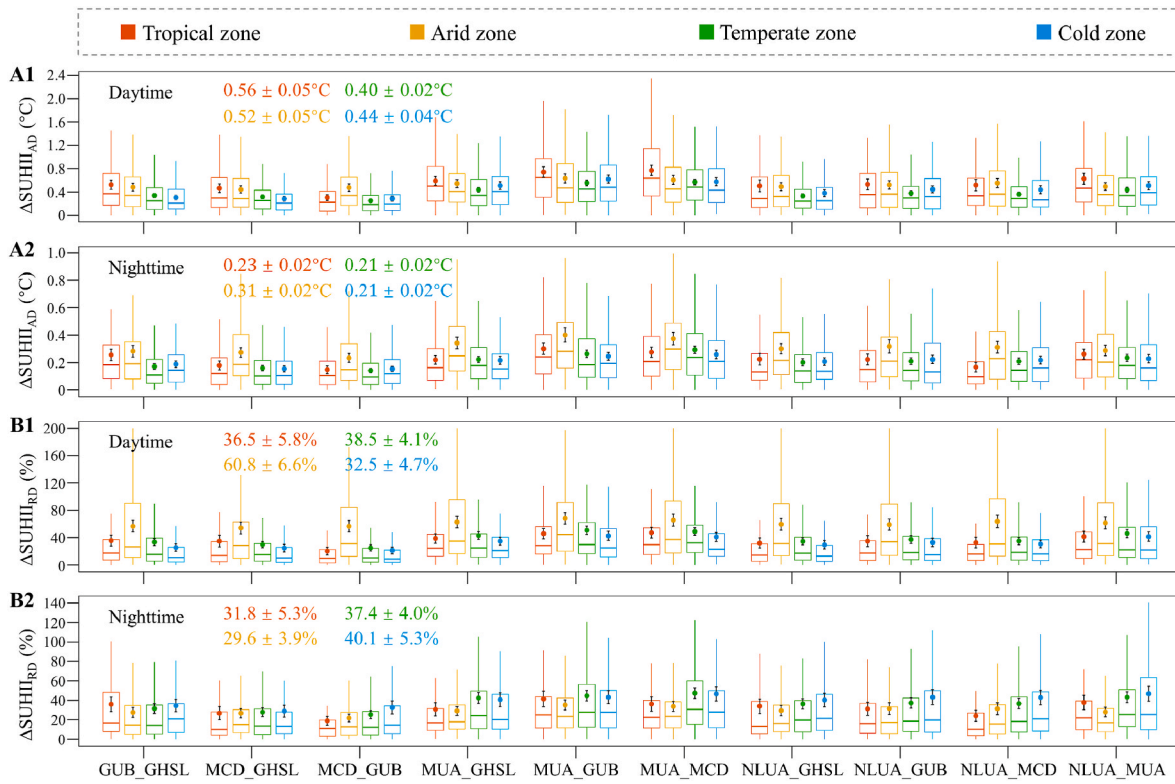 Tropical zone Arid zone Temperate zone Cold zone
A1
ΔSUHII_AD (°C)
2.4
1.8
1.2
0.6
0
Daytime
0.56 ± 0.05°C 0.40 ± 0.02°C
0.52 ± 0.05°C 0.44 ± 0.04°C
A2
ΔSUHII_AD (°C)
1.0
0.8
0.6
0.4
0.2
0
Nighttime
0.23 ± 0.02°C 0.21 ± 0.02°C
0.31 ± 0.02°C 0.21 ± 0.02°C
B1
ΔSUHII_RD (%)
200
160
120
80
40
0
Daytime
36.5 ± 5.8% 38.5 ± 4.1%
60.8 ± 6.6% 32.5 ± 4.7%
B2
ΔSUHII_RD (%)
140
120
100
80
60
40
20
0
Nighttime
31.8 ± 5.3% 37.4 ± 4.0%
29.6 ± 3.9% 40.1 ± 5.3%
GUB_GHSL MCD_GHSL MCD_GUB MUA_GHSL MUA_GUB MUA_MCD NLUA_GHSL NLUA_GUB NLUA_MCD NLUA_MUA